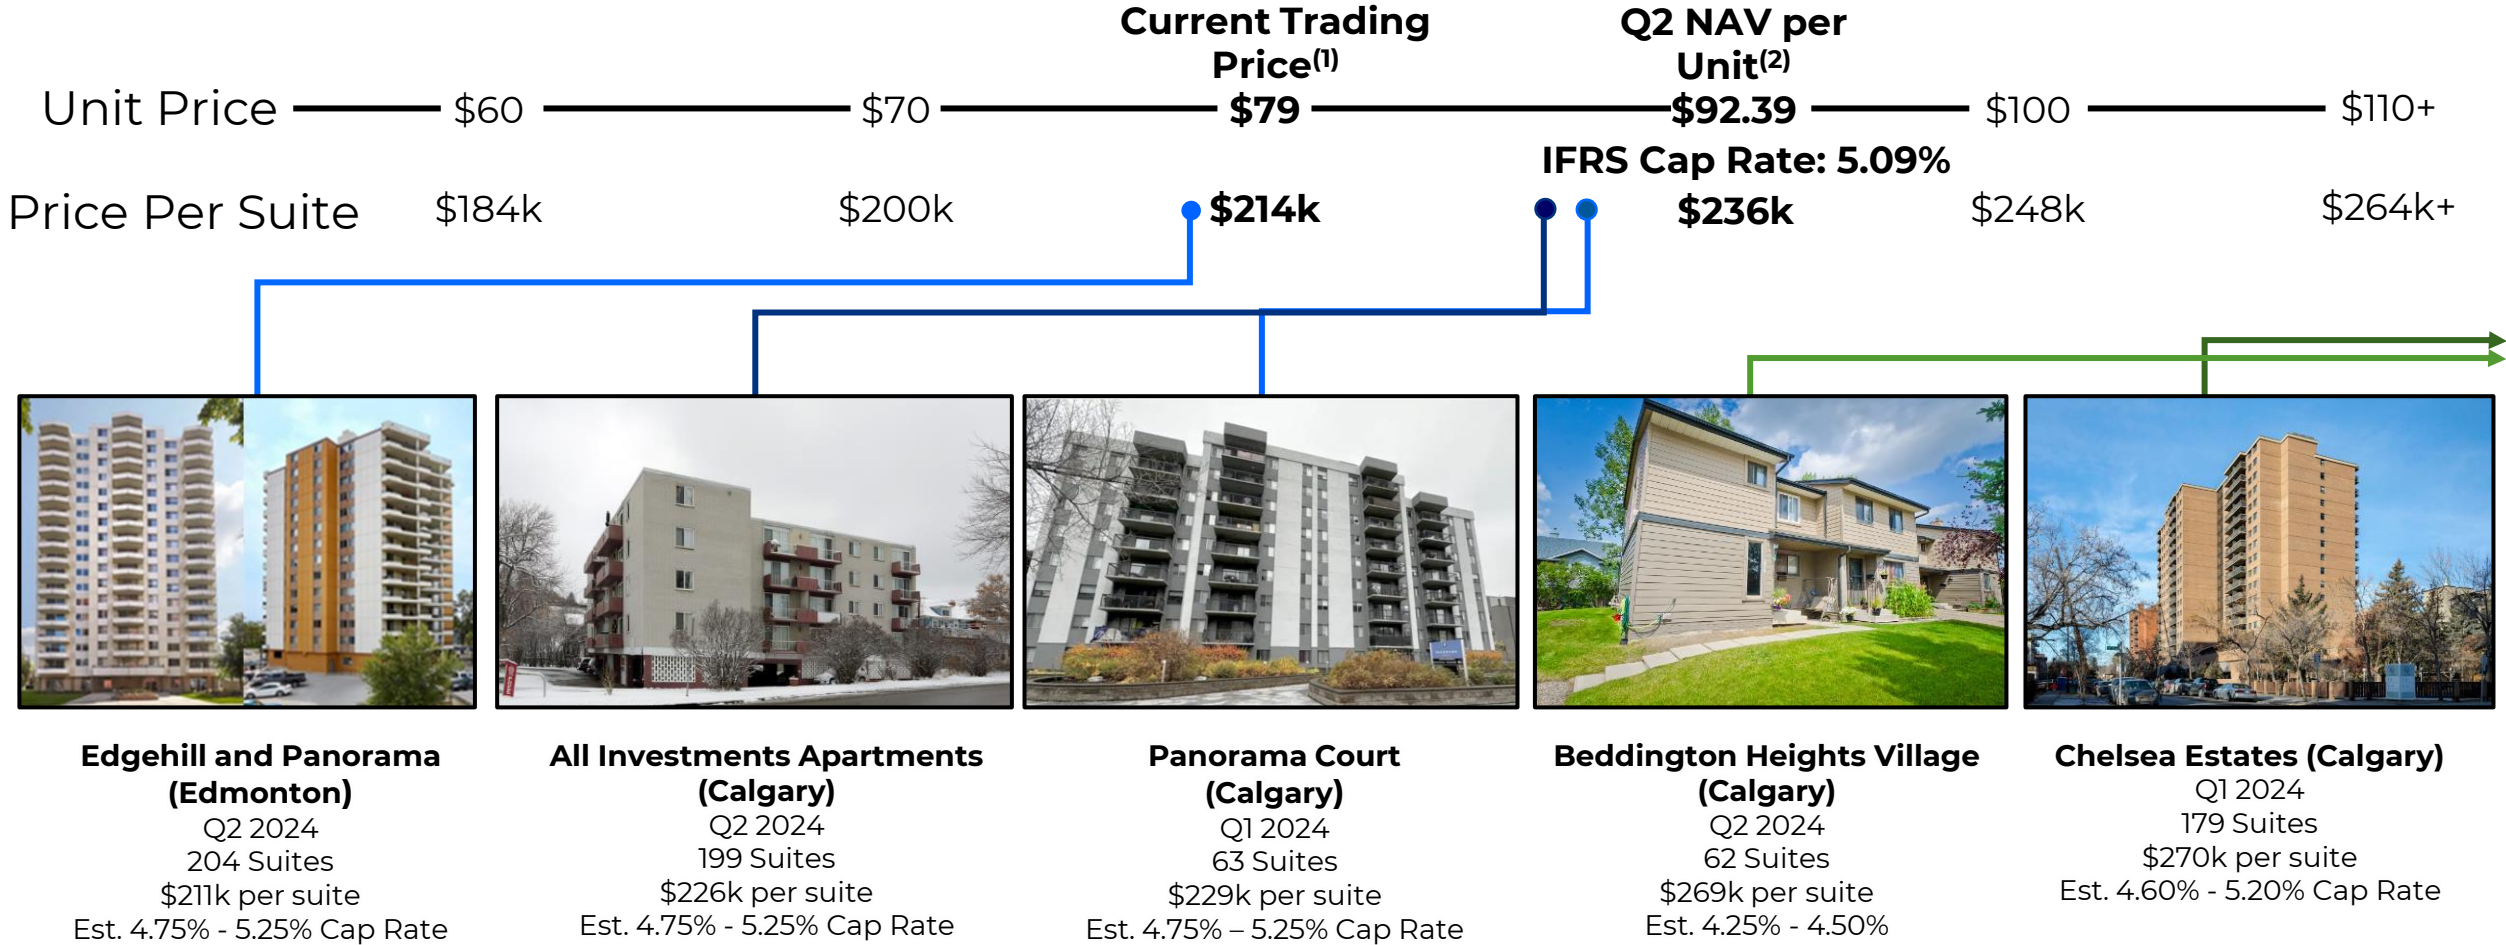 Current Trading
Price(1)
Q2 NAV per
Unit(2)
Unit Price $60 $70 $79 $92.39 $100 $110+
IFRS Cap Rate: 5.09%
Price Per Suite $184k $200k $214k $236k $248k $264k+
Edgehill and Panorama
(Edmonton)
Q2 2024
204 Suites
$211k per suite
Est. 4.75% - 5.25% Cap Rate
All Investments Apartments
(Calgary)
Q2 2024
199 Suites
$226k per suite
Est. 4.75% - 5.25% Cap Rate
Panorama Court
(Calgary)
Q1 2024
63 Suites
$229k per suite
Est. 4.75% – 5.25% Cap Rate
Beddington Heights Village
(Calgary)
Q2 2024
62 Suites
$269k per suite
Est. 4.25% - 4.50%
Chelsea Estates (Calgary)
Q1 2024
179 Suites
$270k per suite
Est. 4.60% - 5.20% Cap Rate